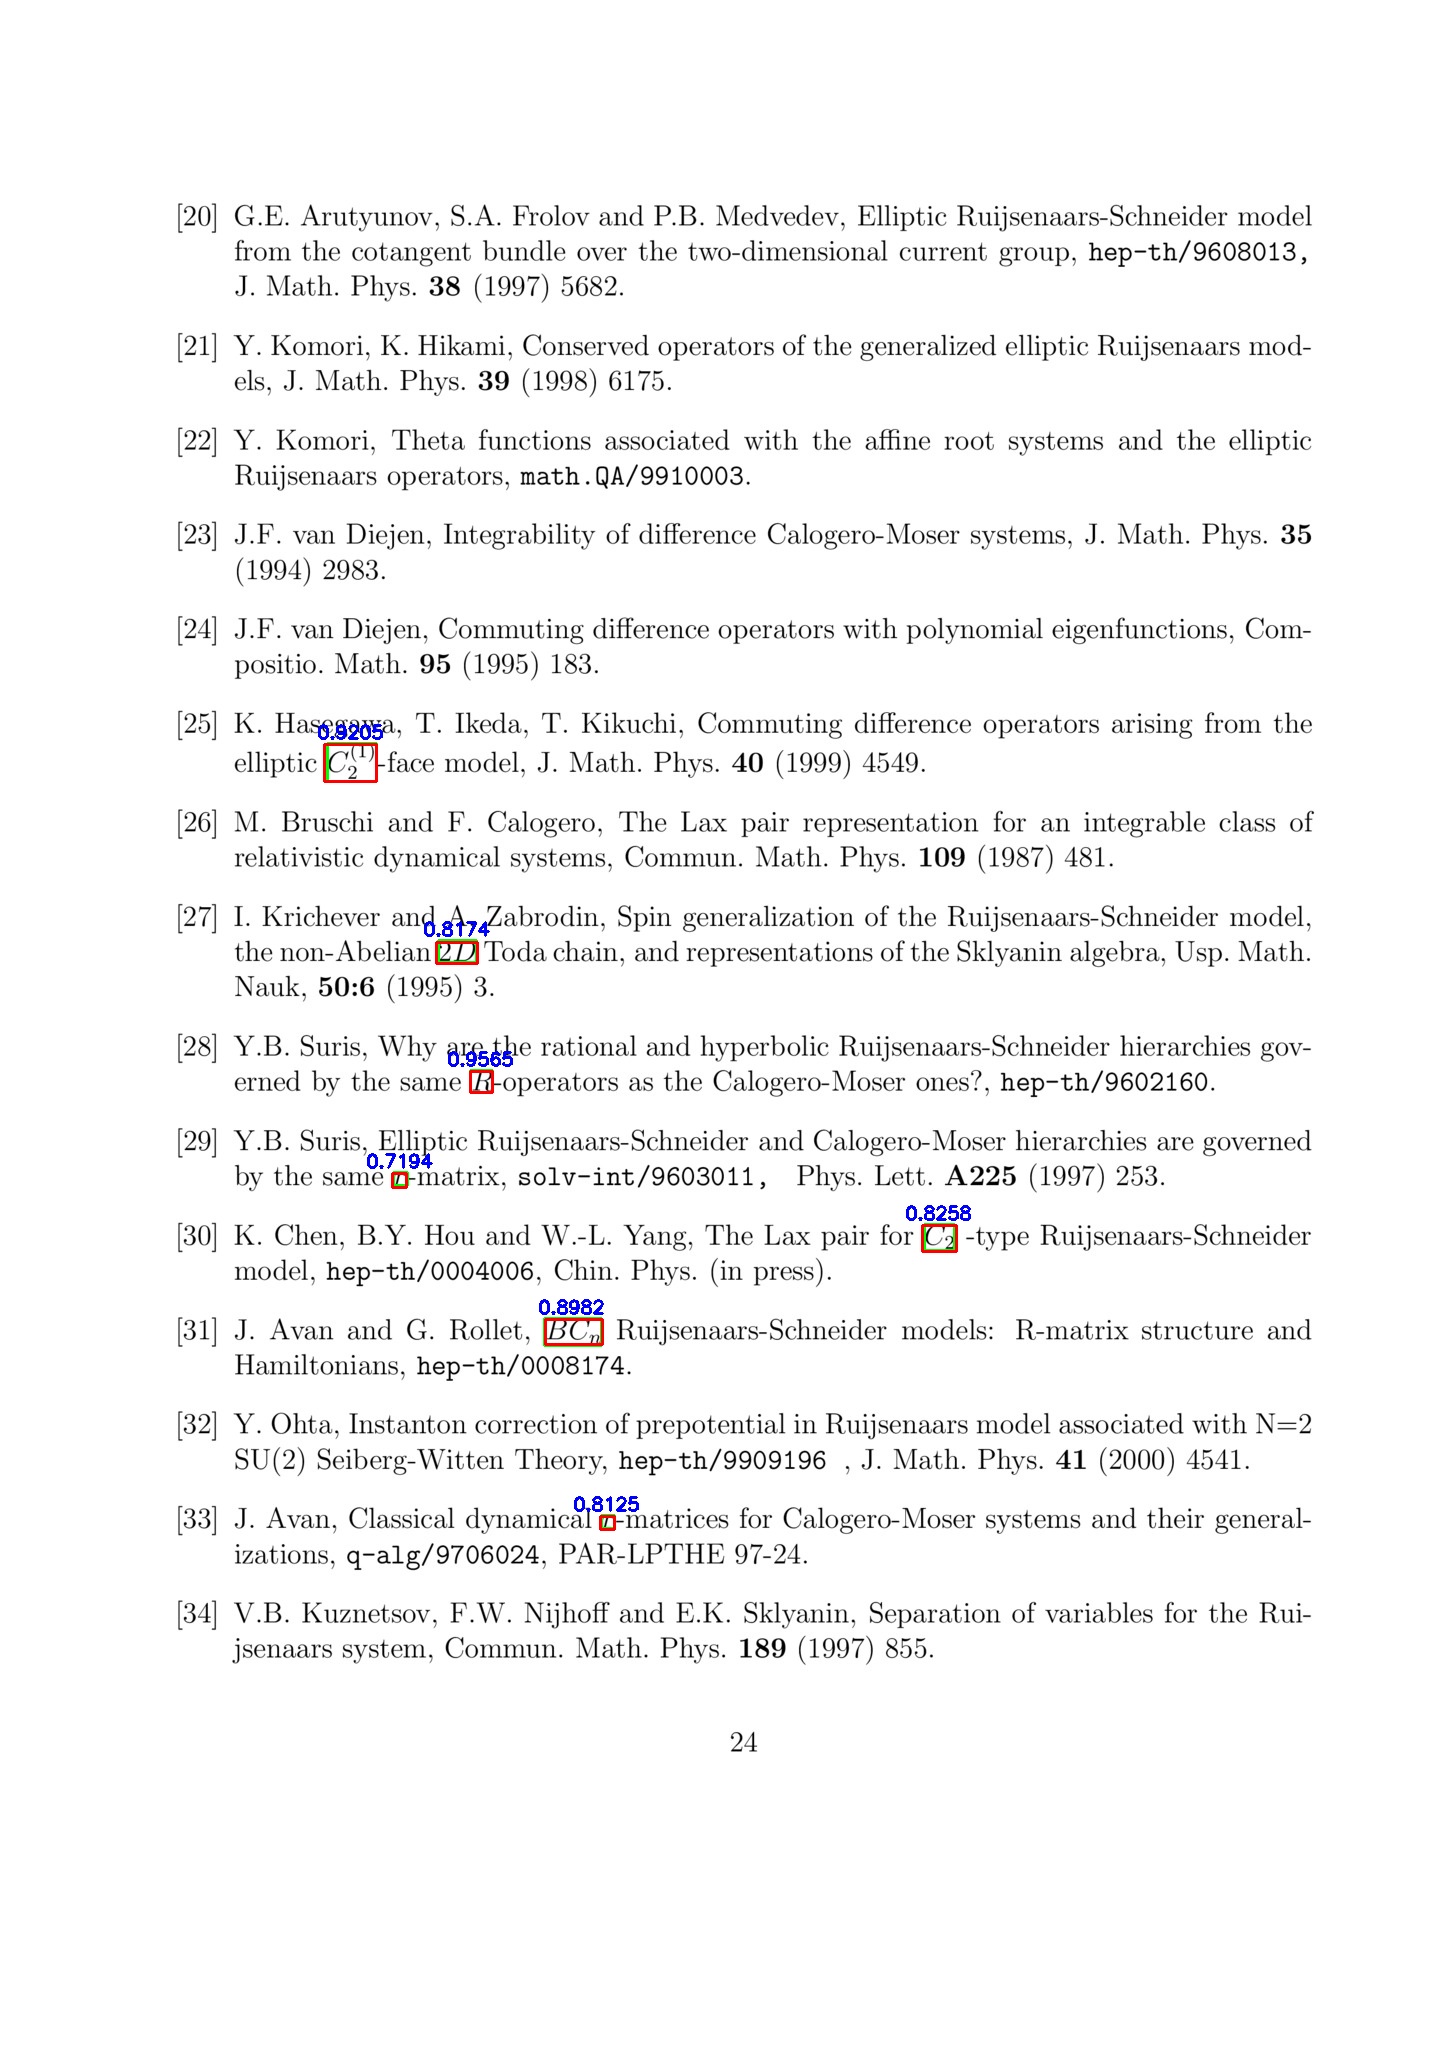 [20] G.E. Arutyunov, S.A. Frolov and P.B. Medvedev, Elliptic Ruijsenaars-Schneider model
from the cotangent bundle over the two-dimensional current group, hep-th/9608013,
J. Math. Phys. 38 (1997) 5682.
[21] Y. Komori, K. Hikami, Conserved operators of the generalized elliptic Ruijsenaars mod-
els, J. Math. Phys. 39 (1998) 6175.
[22] Y. Komori, Theta functions associated with the affine root systems and the elliptic
Ruijsenaars operators, math.QA/9910003.
[23] J.F. van Diejen, Integrability of difference Calogero-Moser systems, J. Math. Phys. 35
(1994) 2983.
[24] J.F. van Diejen, Commuting difference operators with polynomial eigenfunctions, Com-
positio. Math. 95 (1995) 183.
[25] K. Hasegawa, T. Ikeda, T. Kikuchi, Commuting difference operators arising from the
0.9205
elliptic C_2^{(1)}-face model, J. Math. Phys. 40 (1999) 4549.
[26] M. Bruschi and F. Calogero, The Lax pair representation for an integrable class of
relativistic dynamical systems, Commun. Math. Phys. 109 (1987) 481.
[27] I. Krichever and A. Zabrodin, Spin generalization of the Ruijsenaars-Schneider model,
0.8174
the non-Abelian 2D Toda chain, and representations of the Sklyanin algebra, Usp. Math.
Nauk, 50:6 (1995) 3.
[28] Y.B. Suris, Why are the rational and hyperbolic Ruijsenaars-Schneider hierarchies gov-
0.9565
erned by the same R-operators as the Calogero-Moser ones?, hep-th/9602160.
[29] Y.B. Suris, Elliptic Ruijsenaars-Schneider and Calogero-Moser hierarchies are governed
0.7194
by the same r-matrix, solv-int/9603011, Phys. Lett. A225 (1997) 253.
0.8258
[30] K. Chen, B.Y. Hou and W.-L. Yang, The Lax pair for C_2 -type Ruijsenaars-Schneider
model, hep-th/0004006, Chin. Phys. (in press).
0.8982
[31] J. Avan and G. Rollet, BC_n Ruijsenaars-Schneider models: R-matrix structure and
Hamiltonians, hep-th/0008174.
[32] Y. Ohta, Instanton correction of prepotential in Ruijsenaars model associated with N=2
SU(2) Seiberg-Witten Theory, hep-th/9909196 , J. Math. Phys. 41 (2000) 4541.
0.8125
[33] J. Avan, Classical dynamical r-matrices for Calogero-Moser systems and their general-
izations, q-alg/9706024, PAR-LPTHE 97-24.
[34] V.B. Kuznetsov, F.W. Nijhoff and E.K. Sklyanin, Separation of variables for the Rui-
jsenaars system, Commun. Math. Phys. 189 (1997) 855.
24